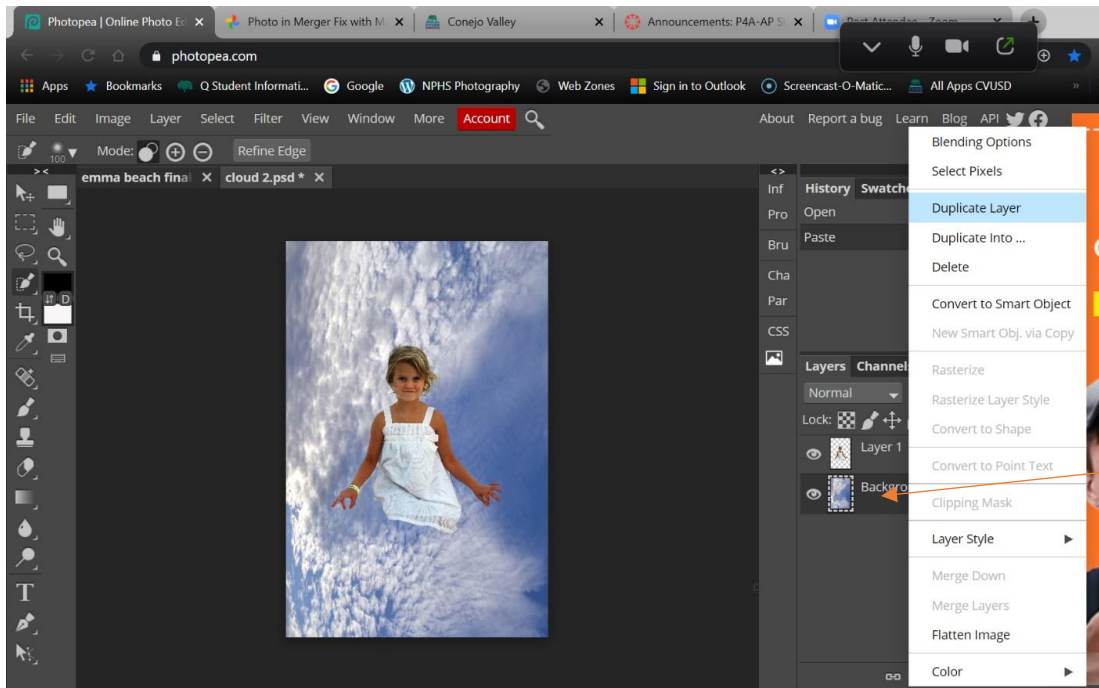 Photopea | Online Photo Ed
Photo in Merger Fix with M
Conejo Valley
Announcements: P4A-AP St
Post Attendee - Zoom
photopea.com
Apps Bookmarks Q Student Informati... Google NPHS Photography Web Zones Sign in to Outlook Screencast-O-Matic... All Apps CVUSD »
File Edit Image Layer Select Filter View Window More Account About Report a bug Learn Blog API
100 Mode: Refine Edge
emma beach final cloud 2.psd *
Inf
Pro
Bru
Cha
Par
CSS
History Swatche
Open
Paste
Layers Channel
Normal
Lock:
Layer 1
Backgro
D
T
Blending Options
Select Pixels
Duplicate Layer
Duplicate Into ...
Delete
Convert to Smart Object
New Smart Obj. via Copy
Rasterize
Rasterize Layer Style
Convert to Shape
Convert to Point Text
Clipping Mask
Layer Style
Merge Down
Merge Layers
Flatten Image
Color